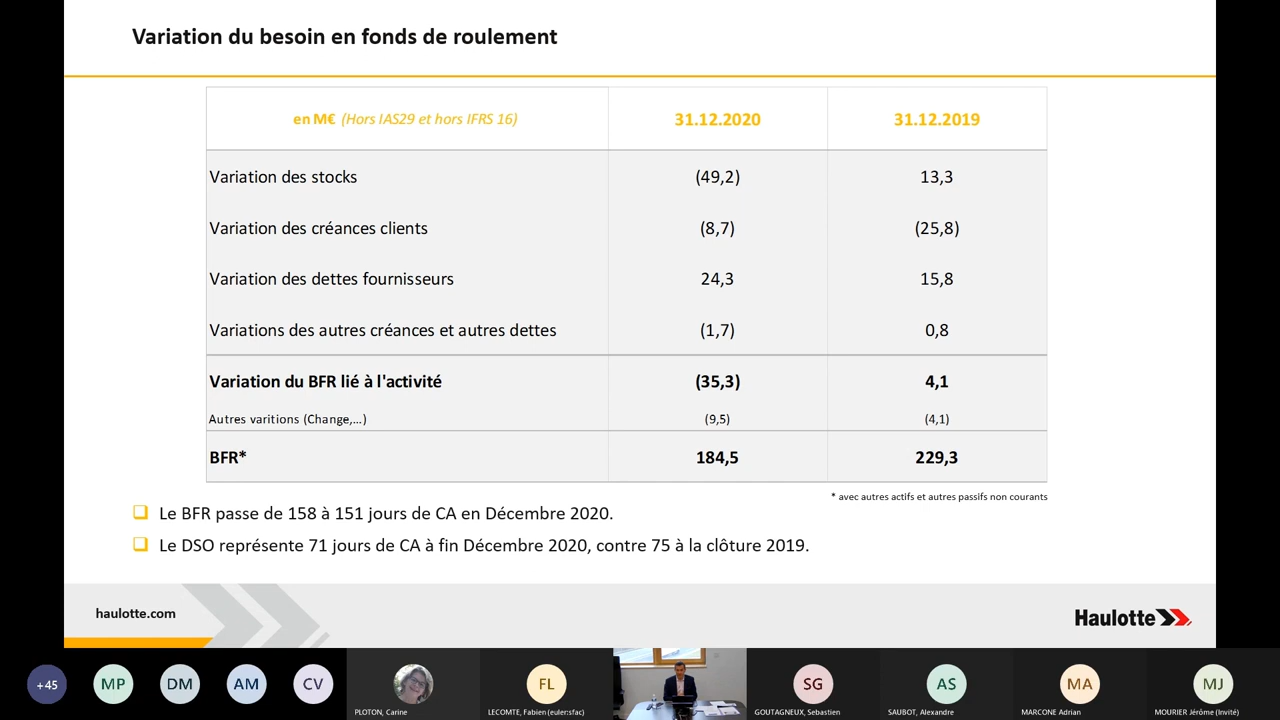 Variation du besoin en fonds de roulement
en M€ (Hors IAS29 et hors IFRS 16) 31.12.2020 31.12.2019
Variation des stocks (49,2) 13,3
Variation des créances clients (8,7) (25,8)
Variation des dettes fournisseurs 24,3 15,8
Variations des autres créances et autres dettes (1,7) 0,8
Variation du BFR lié à l'activité (35,3) 4,1
Autres varitions (Change,...) (9,5) (4,1)
BFR* 184,5 229,3
* avec autres actifs et autres passifs non courants
Le BFR passe de 158 à 151 jours de CA en Décembre 2020.
Le DSO représente 71 jours de CA à fin Décembre 2020, contre 75 à la clôture 2019.
haulotte.com
Haulotte
+45 MP DM AM CV FL SG AS MA MJ
PLOTON, Carine LECOMTE, Fabien (euler:sfac) GOUTAGNEUX, Sebastien SAUBOT, Alexandre MARCONE Adrian MOURIER Jérôme (Invité)